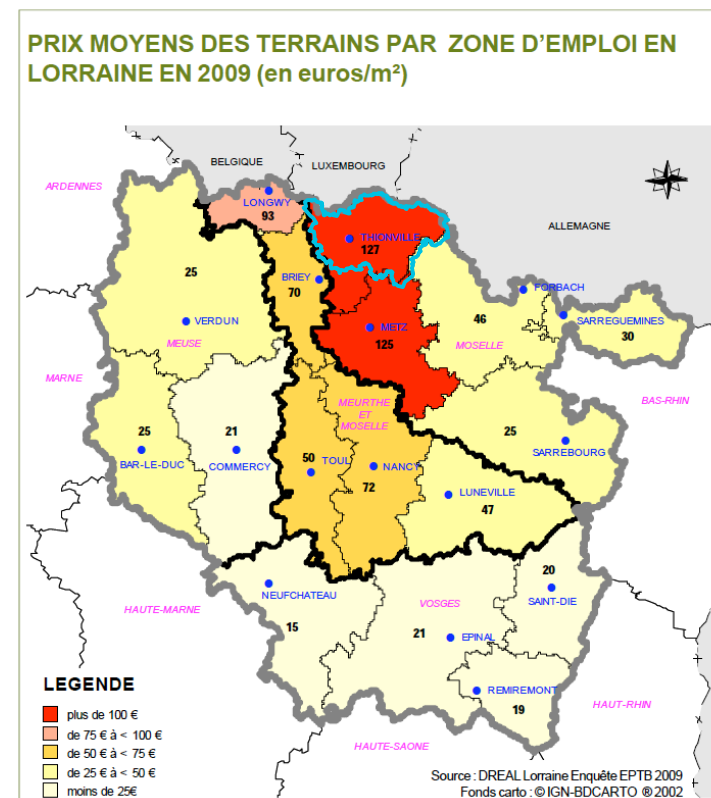 PRIX MOYENS DES TERRAINS PAR ZONE D'EMPLOI EN
LORRAINE EN 2009 (en euros/m²)
BELGIQUE
LUXEMBOURG
ARDENNES
LONGWY
93
ALLEMAGNE
THIONVILLE
127
25
BRIEY
70
FORBACH
VERDUN
METZ
46
SARREGUEMINES
MEUSE
125
MOSELLE
30
MARNE
MEURTHE
ET
MOSELLE
BAS-RHIN
25
21
25
BAR-LE-DUC
COMMERCY
50
TOUL
NANCY
SARREBOURG
72
LUNEVILLE
47
20
NEUFCHATEAU
SAINT-DIE
HAUTE-MARNE
VOSGES
15
21
EPINAL
REMIREMONT
19
HAUT-RHIN
HAUTE-SAONE
LEGENDE
plus de 100 €
de 75 € à < 100 €
de 50 € à < 75 €
de 25 € à < 50 €
moins de 25€
Source : DREAL Lorraine Enquête EPTB 2009
Fonds carto : © IGN-BDCARTO ® 2002